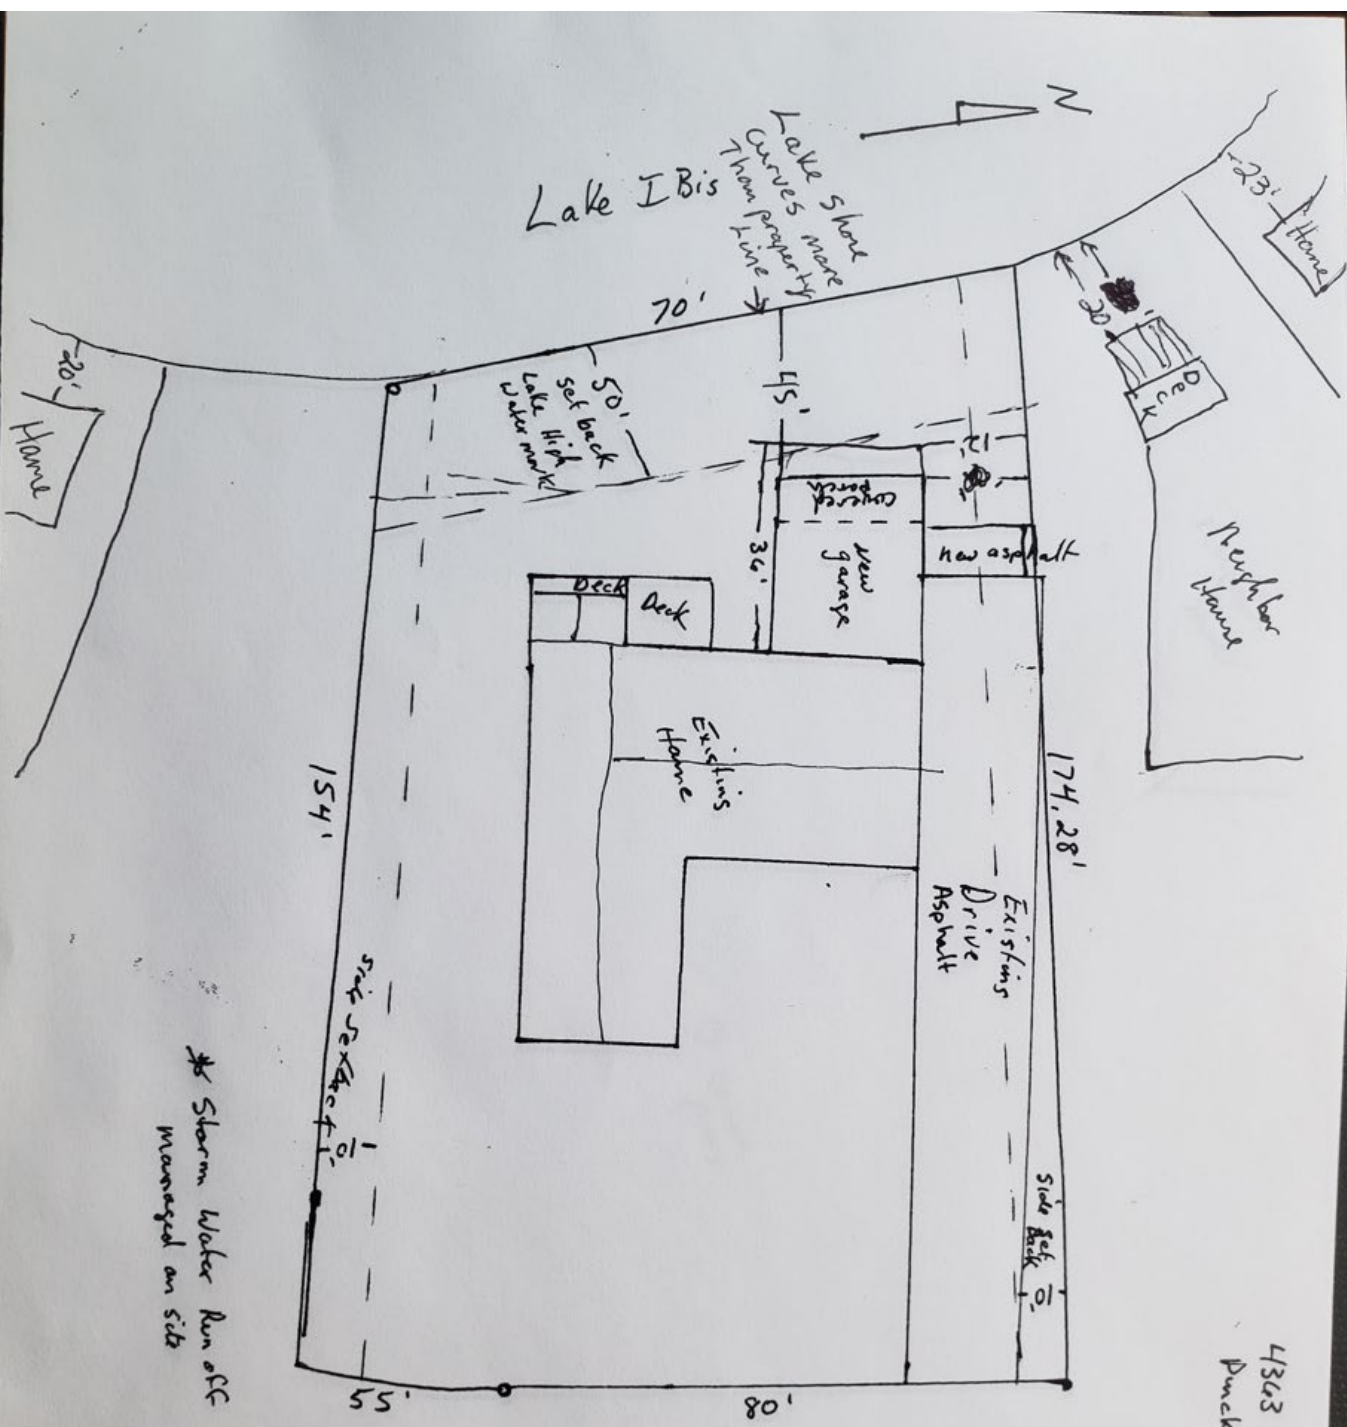 N
Lake Shore
curves more
Than property
Line
Lake IBis
23'
Home
20'
Deck
70'
50'
Set back
Lake High
Water mark
45'
12'
20'
Home
Covered
Porch
36'
New
garage
new asphalt
Neighbor
Home
Deck
Deck
Existing
Home
154'
174.28'
Existing
Drive
Asphalt
10'
* Storm Water Run off
managed on site
Side set
back
10'
55'
80'
4363